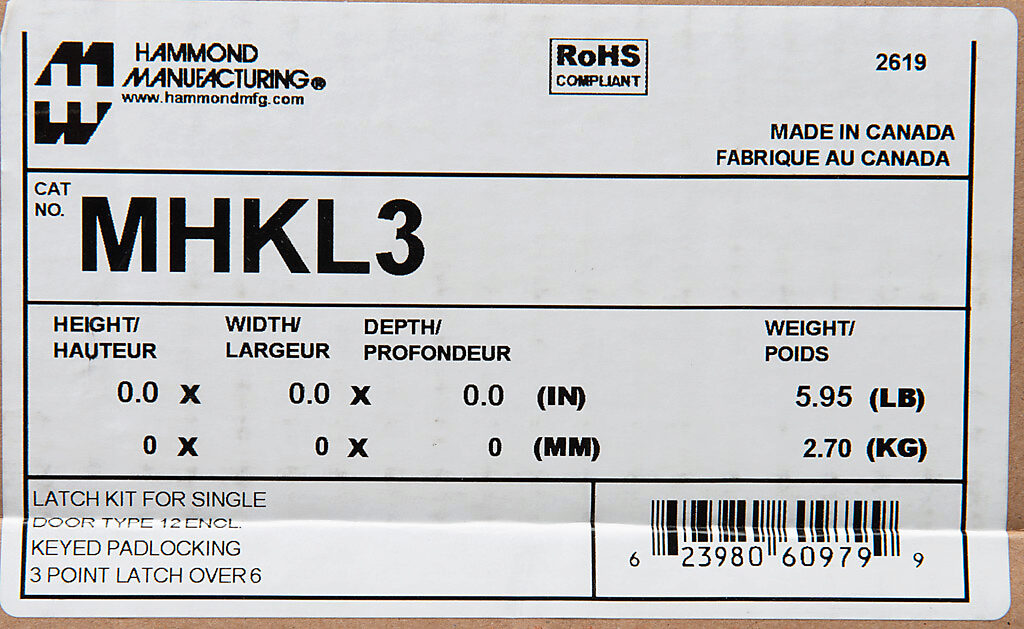 HAMMOND
MANUFACTURING®
www.hammondmfg.com
RoHS
COMPLIANT
2619
MADE IN CANADA
FABRIQUE AU CANADA
CAT
NO.
MHKL3
HEIGHT/ WIDTH/ DEPTH/ WEIGHT/
HAUTEUR LARGEUR PROFONDEUR POIDS
0.0 X 0.0 X 0.0 (IN) 5.95 (LB)
0 X 0 X 0 (MM) 2.70 (KG)
LATCH KIT FOR SINGLE
DOOR TYPE 12 ENCL.
KEYED PADLOCKING
3 POINT LATCH OVER 6
6 23980 60979 9